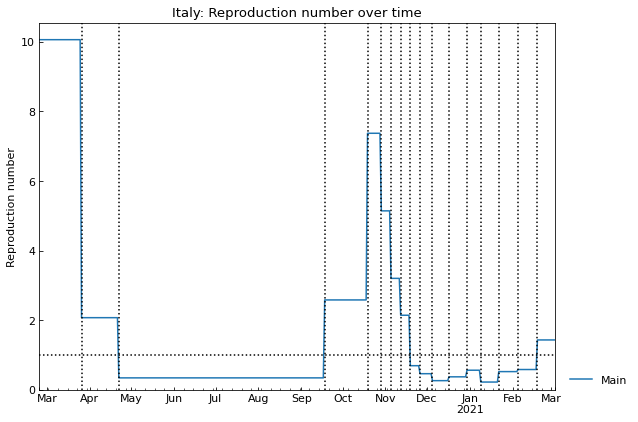 Italy: Reproduction number over time
Reproduction number
10
8
6
4
2
0
Mar Apr May Jun Jul Aug Sep Oct Nov Dec Jan Feb Mar
2021
Main